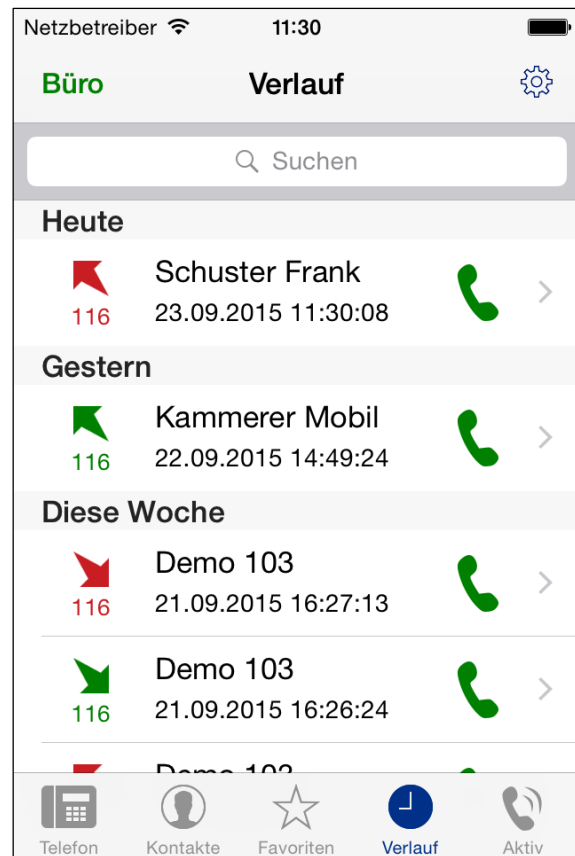 Netzbetreiber 11:30
Büro Verlauf
Suchen
Heute
Schuster Frank
116 23.09.2015 11:30:08
Gestern
Kammerer Mobil
116 22.09.2015 14:49:24
Diese Woche
Demo 103
116 21.09.2015 16:27:13
Demo 103
116 21.09.2015 16:26:24
Telefon Kontakte Favoriten Verlauf Aktiv